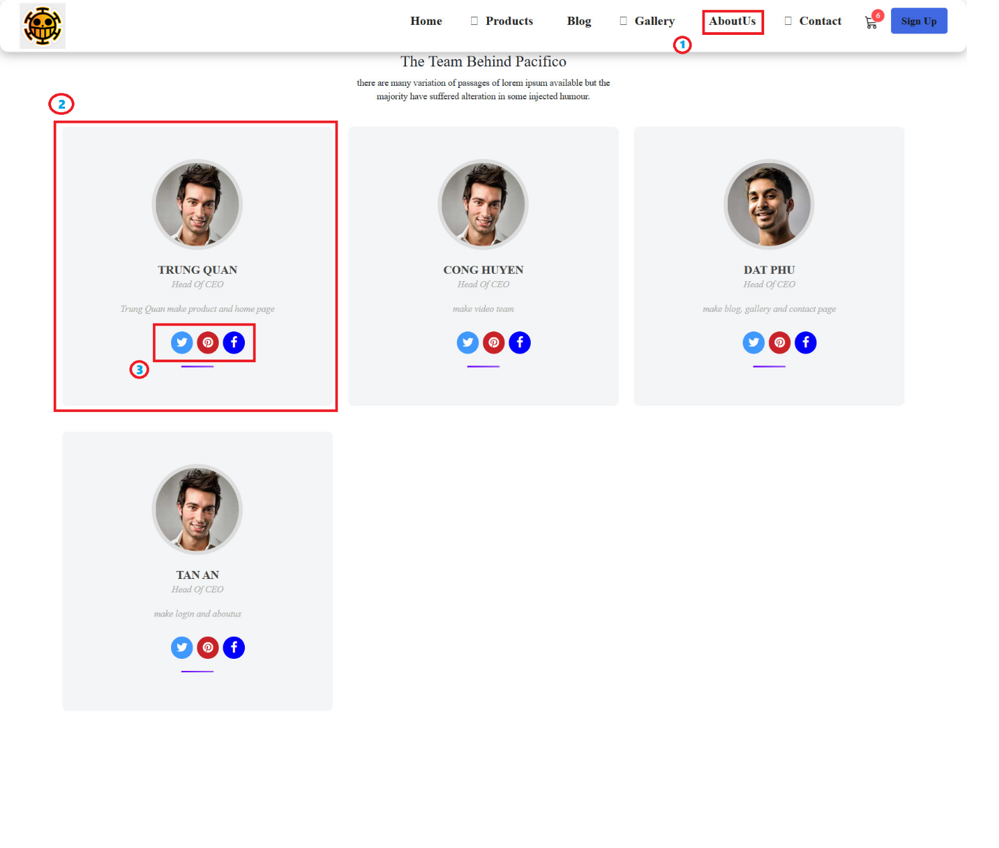 Home Products Blog Gallery AboutUs Contact 6 Sign Up
1
The Team Behind Pacifico
there are many variation of passages of lorem ipsum available but the
majority have suffered alteration in some injected humour.
2
TRUNG QUAN
Head Of CEO
Trung Quan make product and home page
3
CONG HUYEN
Head Of CEO
make video team
DAT PHU
Head Of CEO
make blog, gallery and contact page
TAN AN
Head Of CEO
make login and aboutus